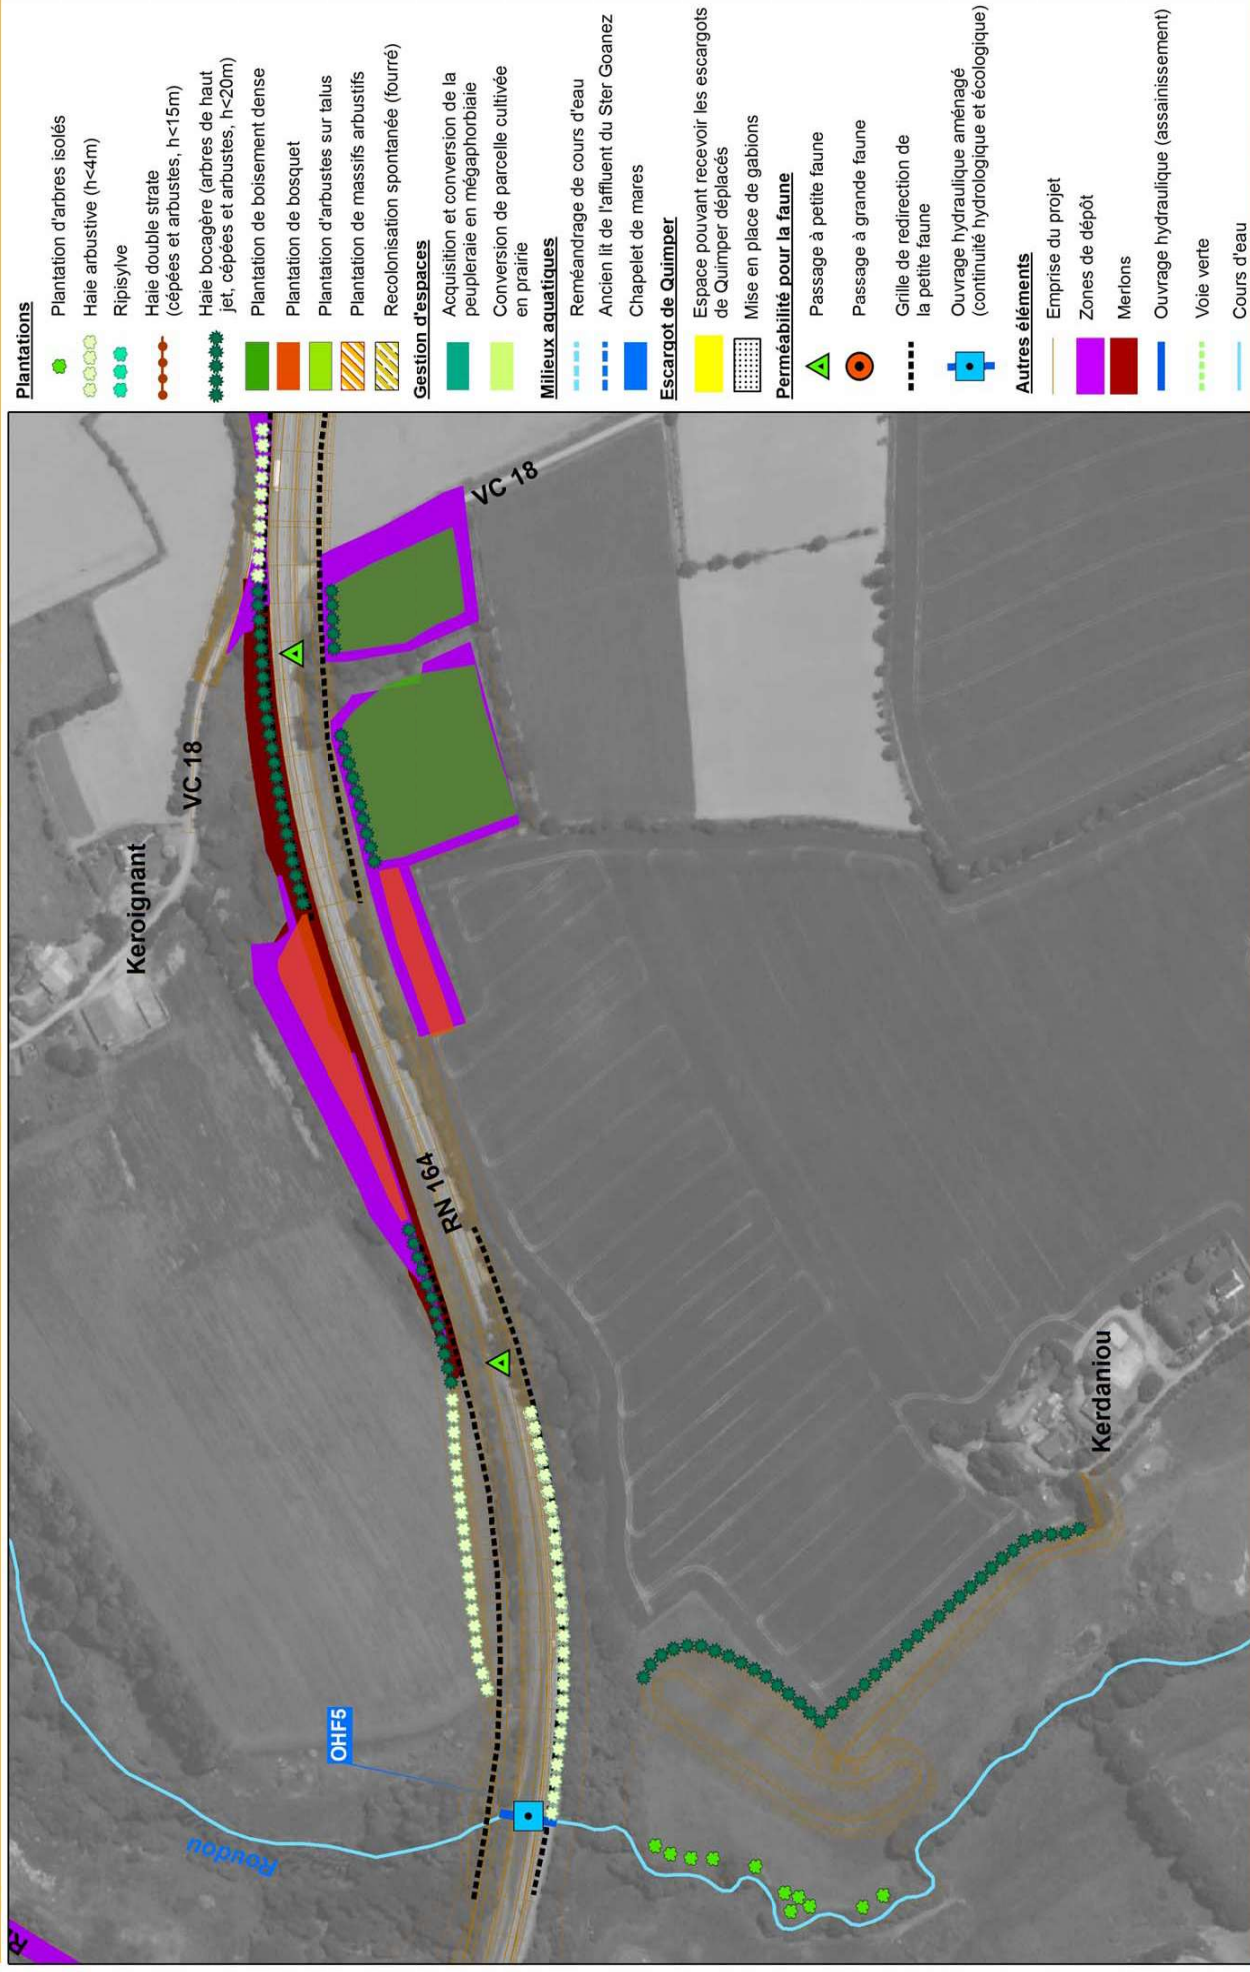 Plantations
Plantation d'arbres isolés
Haie arbustive (h<4m)
Ripisylve
Haie double strate
(cépées et arbustes, h<15m)
Haie bocagère (arbres de haut
jet, cépées et arbustes, h<20m)
Plantation de boisement dense
Plantation de bosquet
Plantation d'arbustes sur talus
Plantation de massifs arbustifs
Recolonisation spontanée (fourré)
Gestion d'espaces
Acquisition et conversion de la
peupleraie en mégaphorbiaie
Conversion de parcelle cultivée
en prairie
Milieux aquatiques
Reméandrage de cours d'eau
Ancien lit de l'affluent du Ster Goanez
Chapelet de mares
Escargot de Quimper
Espace pouvant recevoir les escargots
de Quimper déplacés
Mise en place de gabions
Perméabilité pour la faune
Passage à petite faune
Passage à grande faune
Grille de redirection de
la petite faune
Ouvrage hydraulique aménagé
(continuité hydrologique et écologique)
Autres éléments
Emprise du projet
Zones de dépôt
Merlons
Ouvrage hydraulique (assainissement)
Voie verte
Cours d'eau
Keroignant
VC 18
VC 18
RN 164
OHF5
Roudou
Kerdaniou